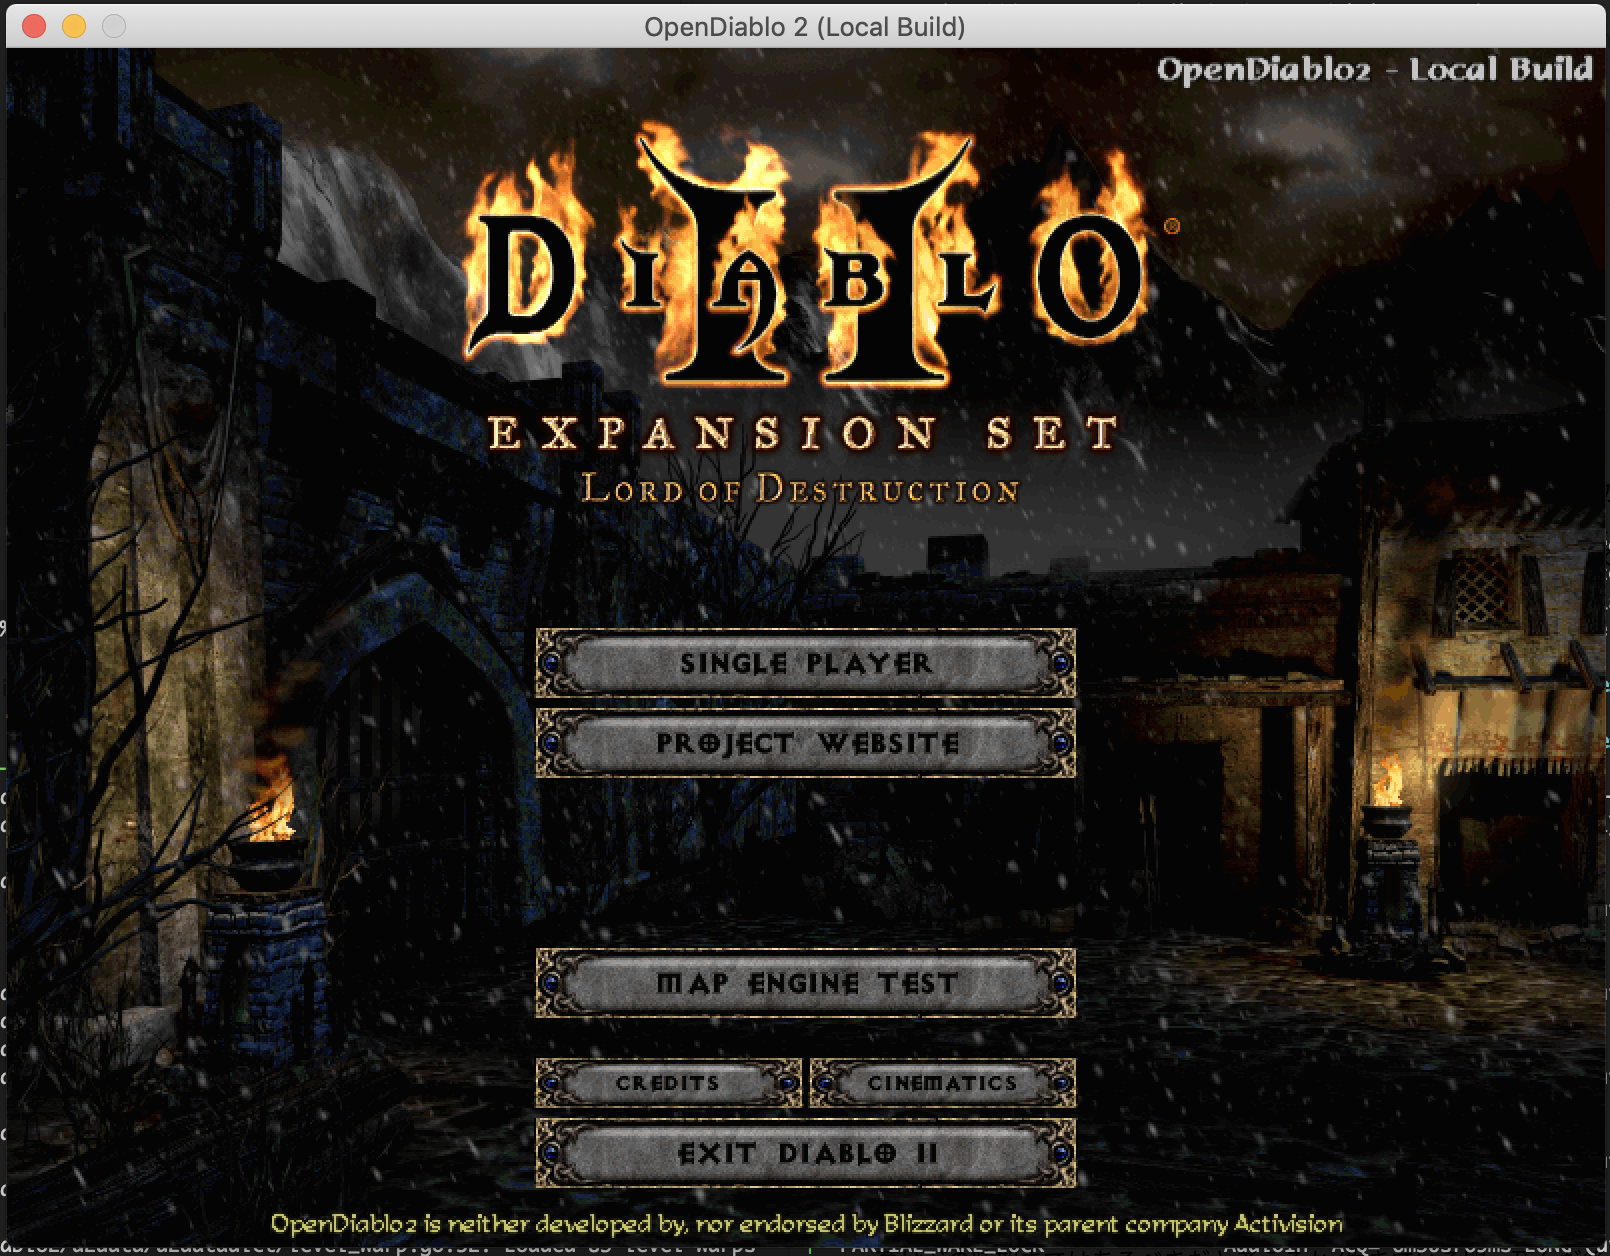 OpenDiablo 2 (Local Build)
OpenDiablo2 - Local Build
DIABLO II ®
EXPANSION SET
LORD OF DESTRUCTION
SINGLE PLAYER
PROJECT WEBSITE
MAP ENGINE TEST
CREDITS CINEMATICS
EXIT DIABLO II
OpenDiablo2 is neither developed by, nor endorsed by Blizzard or its parent company Activision